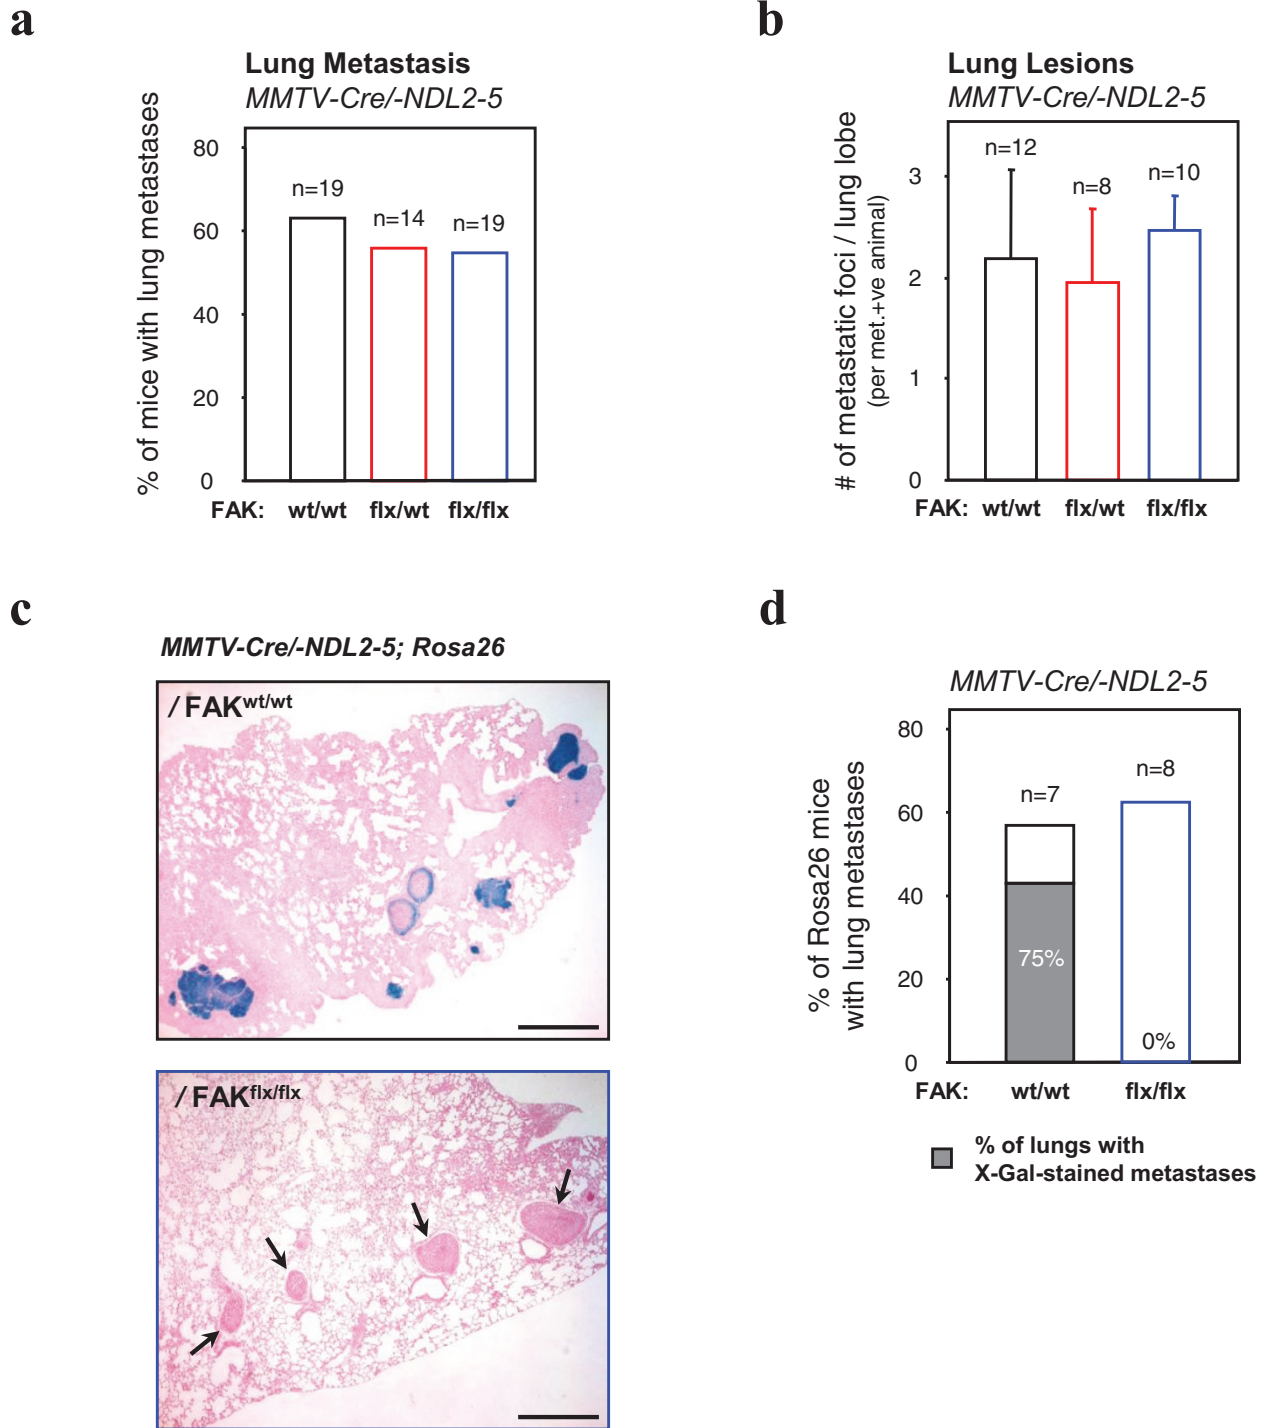 a
Lung Metastasis
MMTV-Cre/-NDL2-5
% of mice with lung metastases
80
60
40
20
0
n=19
n=14
n=19
FAK: wt/wt flx/wt flx/flx
b
Lung Lesions
MMTV-Cre/-NDL2-5
# of metastatic foci / lung lobe
(per met.+ve animal)
3
2
1
0
n=12
n=8
n=10
FAK: wt/wt flx/wt flx/flx
c
MMTV-Cre/-NDL2-5; Rosa26
/ FAKwt/wt
/ FAKflx/flx
d
MMTV-Cre/-NDL2-5
% of Rosa26 mice
with lung metastases
80
60
40
20
0
n=7
n=8
75%
0%
FAK: wt/wt flx/flx
% of lungs with
X-Gal-stained metastases